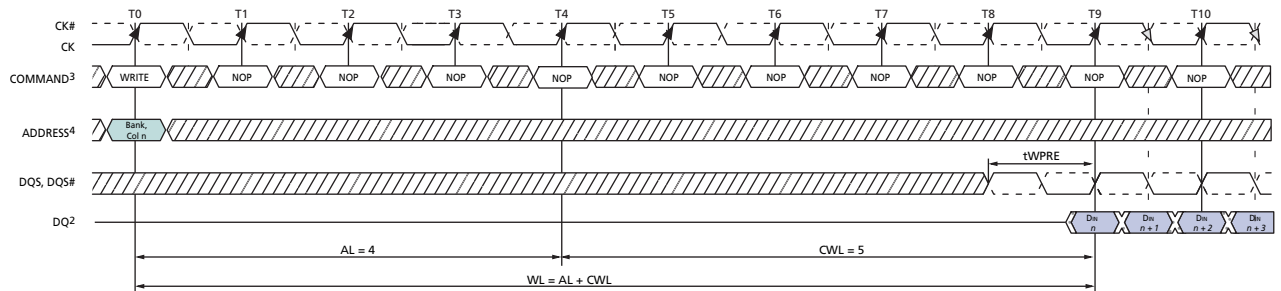 T0 T1 T2 T3 T4 T5 T6 T7 T8 T9 T10
CK#
CK
COMMAND3 WRITE NOP NOP NOP NOP NOP NOP NOP NOP NOP NOP
ADDRESS4 Bank,
Col n
tWPRE
DQS, DQS#
DQ2 DIN DIN DIN DIN
n n + 1 n + 2 n + 3
AL = 4 CWL = 5
WL = AL + CWL